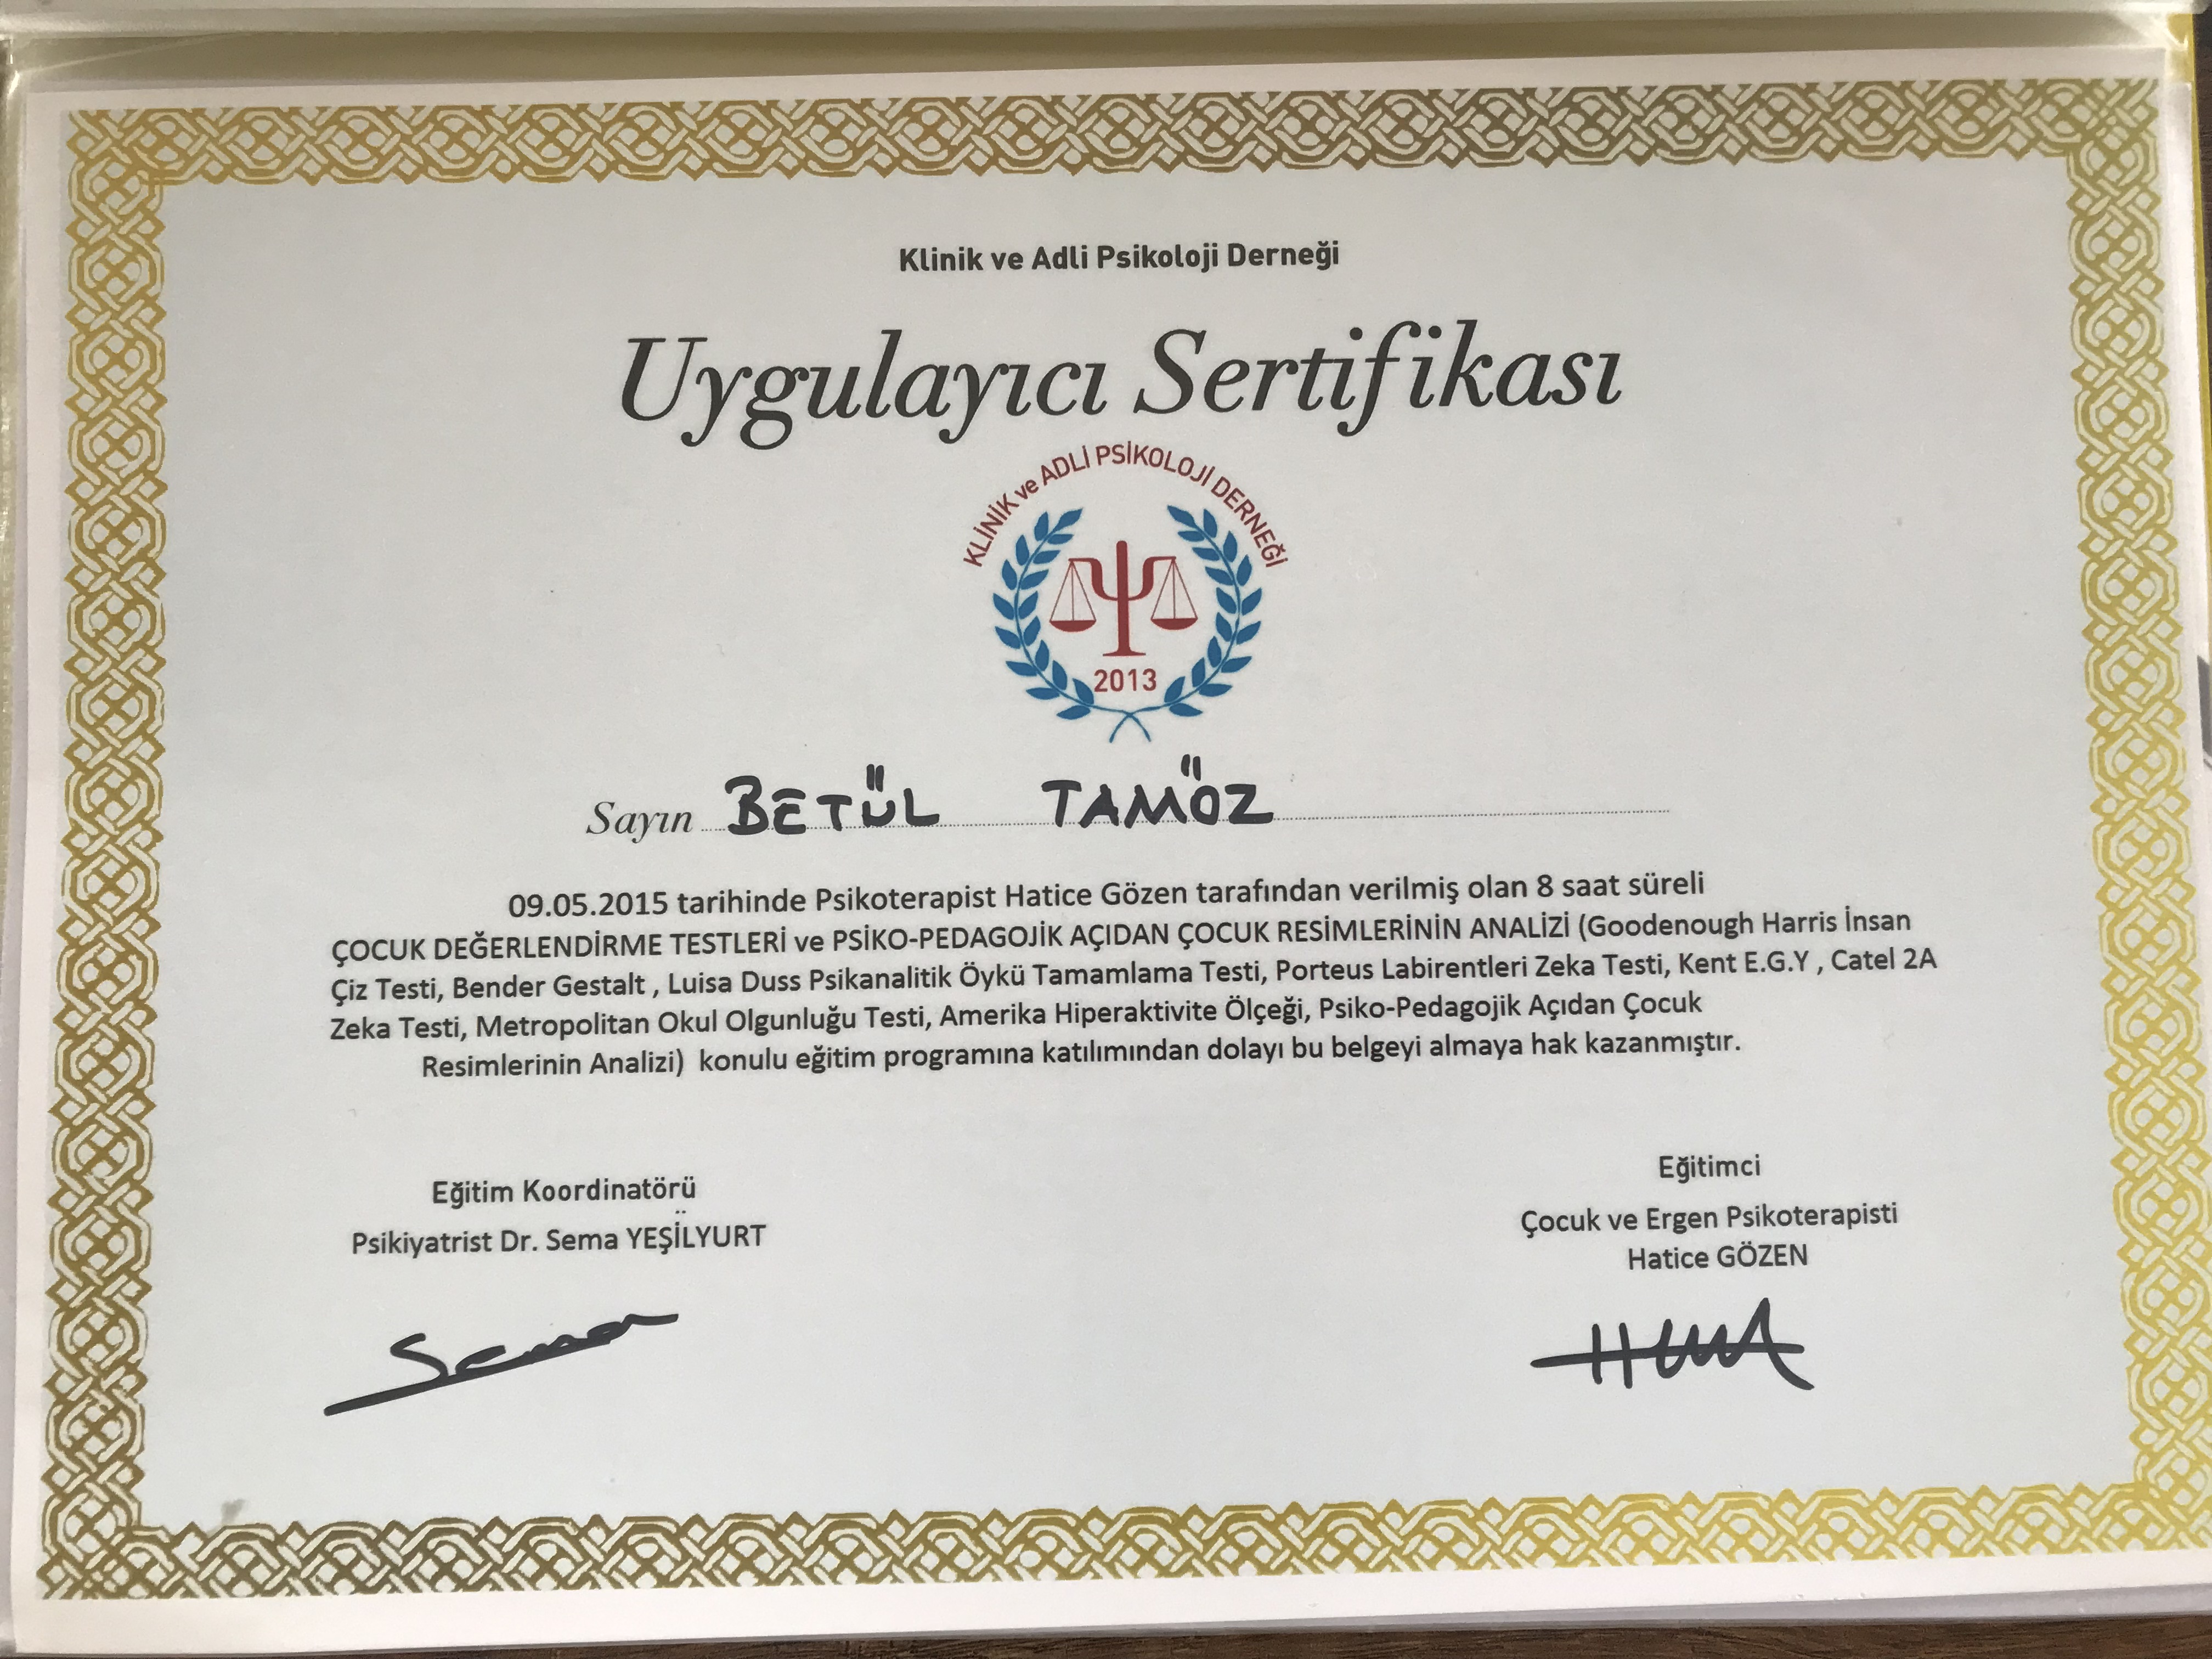 Klinik ve Adli Psikoloji Derneği
Uygulayıcı Sertifikası
KLİNİK ve ADLİ PSİKOLOJİ DERNEĞİ
2013
Sayın BETÜL TAMÖZ
09.05.2015 tarihinde Psikoterapist Hatice Gözen tarafından verilmiş olan 8 saat süreli
ÇOCUK DEĞERLENDİRME TESTLERİ ve PSİKO-PEDAGOJİK AÇIDAN ÇOCUK RESİMLERİNİN ANALİZİ (Goodenough Harris İnsan
Çiz Testi, Bender Gestalt , Luisa Duss Psikanalitik Öykü Tamamlama Testi, Porteus Labirentleri Zeka Testi, Kent E.G.Y , Catel 2A
Zeka Testi, Metropolitan Okul Olgunluğu Testi, Amerika Hiperaktivite Ölçeği, Psiko-Pedagojik Açıdan Çocuk
Resimlerinin Analizi) konulu eğitim programına katılımından dolayı bu belgeyi almaya hak kazanmıştır.
Eğitim Koordinatörü
Psikiyatrist Dr. Sema YEŞİLYURT
Sema
Eğitimci
Çocuk ve Ergen Psikoterapisti
Hatice GÖZEN